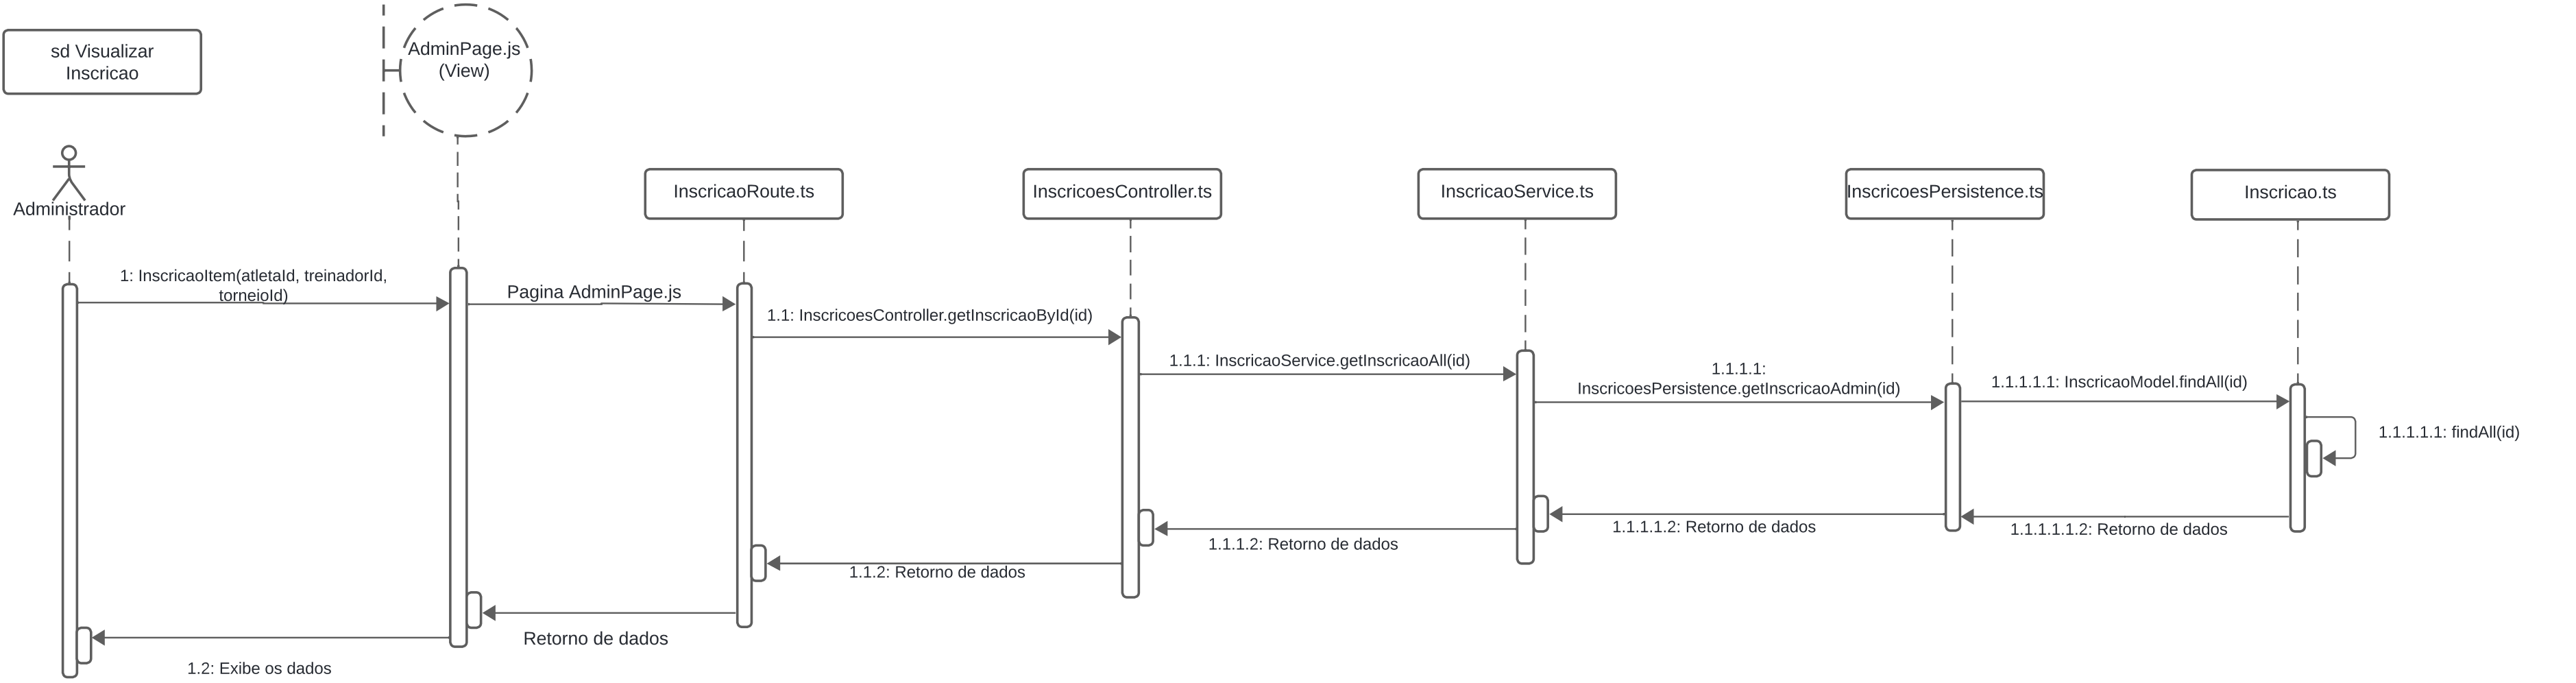 sd Visualizar
Inscricao
AdminPage.js
(View)
Administrador
InscricaoRoute.ts
InscricoesController.ts
InscricaoService.ts
InscricoesPersistence.ts
Inscricao.ts
1: InscricaoItem(atletaId, treinadorId,
torneioId)
Pagina AdminPage.js
1.1: InscricoesController.getInscricaoById(id)
1.1.1: InscricaoService.getInscricaoAll(id)
1.1.1.1:
InscricoesPersistence.getInscricaoAdmin(id)
1.1.1.1.1: InscricaoModel.findAll(id)
1.1.1.1.1: findAll(id)
1.1.1.1.1.2: Retorno de dados
1.1.1.1.2: Retorno de dados
1.1.1.2: Retorno de dados
1.1.2: Retorno de dados
Retorno de dados
1.2: Exibe os dados